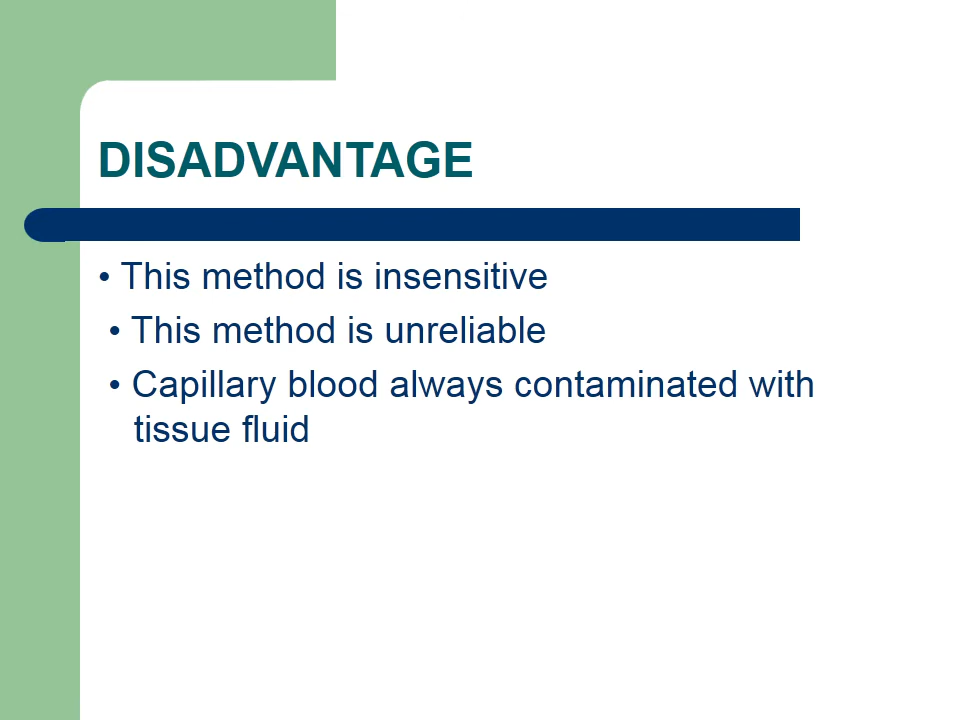 DISADVANTAGE
• This method is insensitive
• This method is unreliable
• Capillary blood always contaminated with
tissue fluid